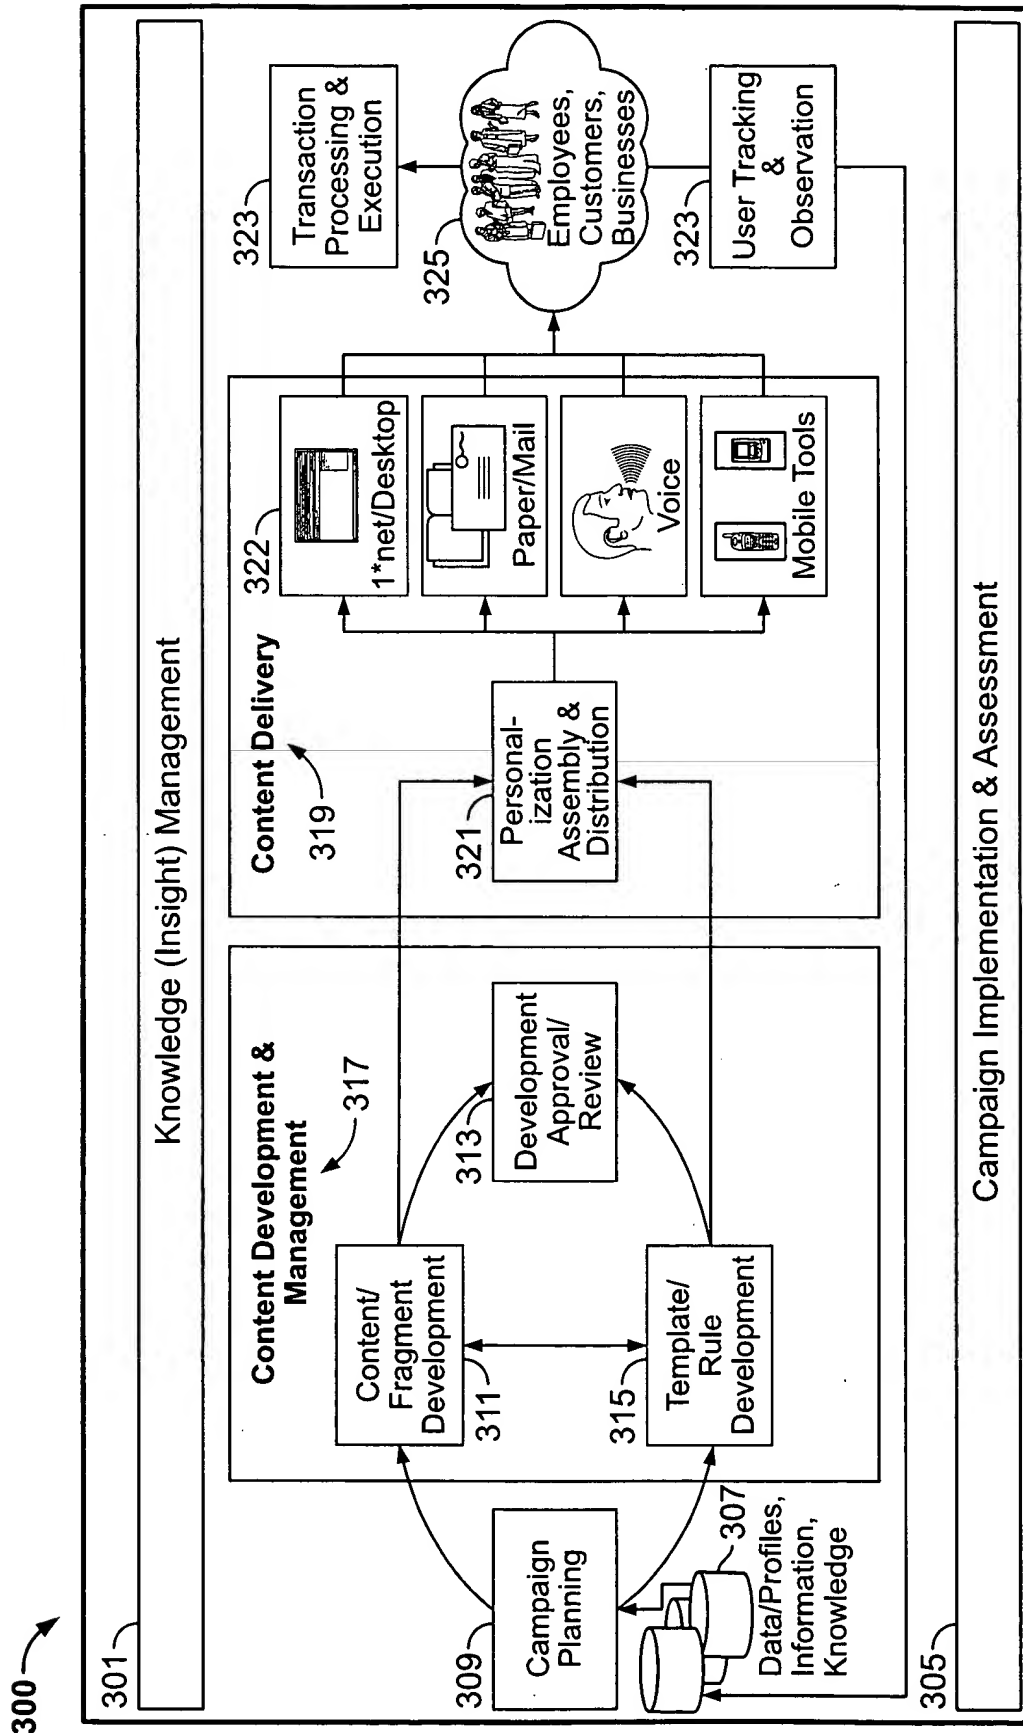 300
301
Knowledge (Insight) Management
309
Campaign
Planning
307
Data/Profiles,
Information,
Knowledge
Content Development &
Management
317
Content/
Fragment
Development
311
315
Template/
Rule
Development
313
Development
Approval/
Review
Content Delivery
319
321
Personal-
ization
Assembly &
Distribution
322
1*net/Desktop
Paper/Mail
Voice
Mobile Tools
323
Transaction
Processing &
Execution
325
Employees,
Customers,
Businesses
323
User Tracking
&
Observation
305
Campaign Implementation & Assessment